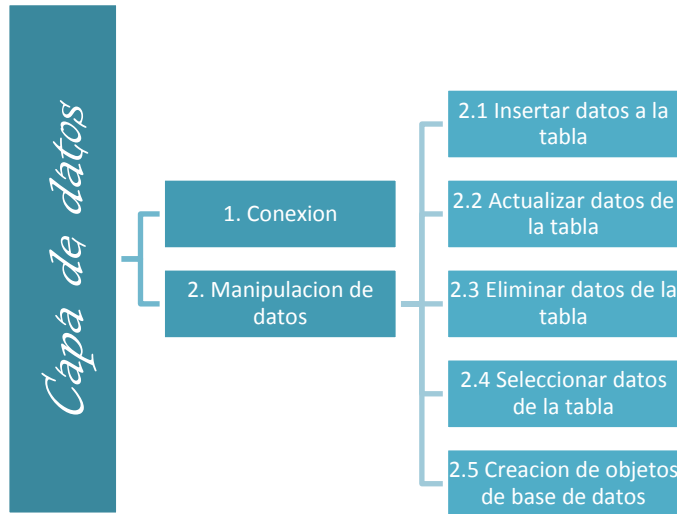 Capa de datos
1. Conexion
2. Manipulacion de
datos
2.1 Insertar datos a la
tabla
2.2 Actualizar datos de
la tabla
2.3 Eliminar datos de la
tabla
2.4 Seleccionar datos
de la tabla
2.5 Creacion de objetos
de base de datos